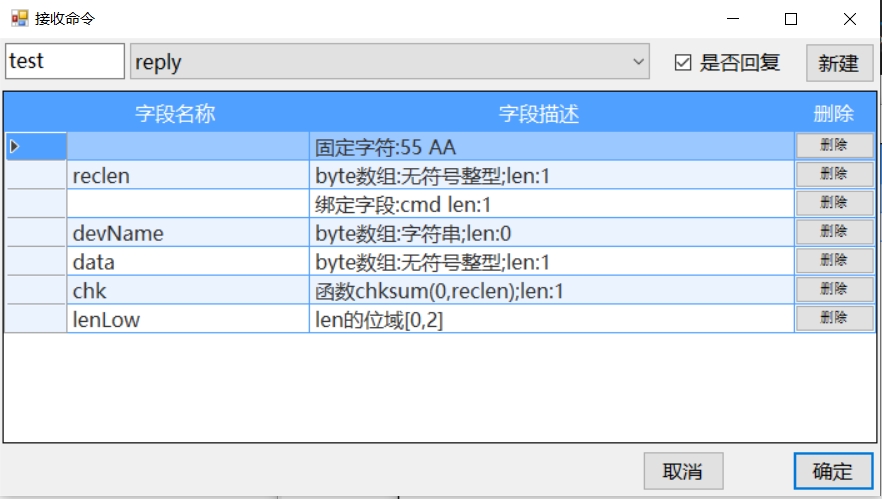 接收命令
test reply 是否回复 新建
字段名称 字段描述 删除
固定字符:55 AA 删除
reclen byte数组:无符号整型;len:1 删除
绑定字段:cmd len:1 删除
devName byte数组:字符串;len:0 删除
data byte数组:无符号整型;len:1 删除
chk 函数chksum(0,reclen);len:1 删除
lenLow len的位域[0,2] 删除
取消 确定